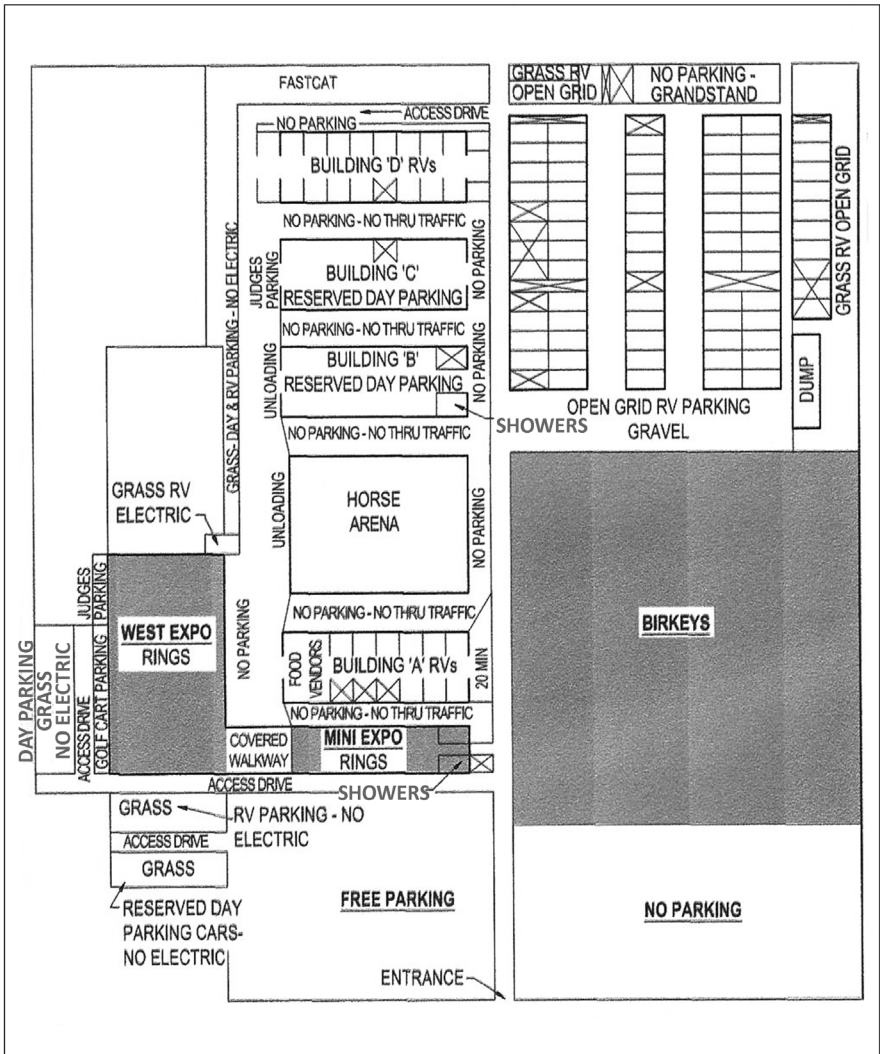 FASTCAT
GRASS RV
OPEN GRID
NO PARKING -
GRANDSTAND
ACCESS DRIVE
NO PARKING
BUILDING 'D' RVs
NO PARKING - NO THRU TRAFFIC
NO PARKING
JUDGES
PARKING
BUILDING 'C'
RESERVED DAY PARKING
NO PARKING - NO THRU TRAFFIC
GRASS- DAY & RV PARKING - NO ELECTRIC
UNLOADING
BUILDING 'B'
RESERVED DAY PARKING
NO PARKING
SHOWERS
NO PARKING - NO THRU TRAFFIC
GRASS RV OPEN GRID
DUMP
OPEN GRID RV PARKING
GRAVEL
GRASS RV
ELECTRIC
UNLOADING
HORSE
ARENA
NO PARKING
JUDGES
PARKING
WEST EXPO
RINGS
NO PARKING
NO PARKING - NO THRU TRAFFIC
BIRKEYS
DAY PARKING
GRASS
NO ELECTRIC
ACCESS DRIVE
GOLF CART PARKING
FOOD
VENDORS
BUILDING 'A' RVs
20 MIN
NO PARKING - NO THRU TRAFFIC
COVERED
WALKWAY
MINI EXPO
RINGS
ACCESS DRIVE
SHOWERS
GRASS
RV PARKING - NO
ELECTRIC
ACCESS DRIVE
GRASS
RESERVED DAY
PARKING CARS-
NO ELECTRIC
FREE PARKING
NO PARKING
ENTRANCE